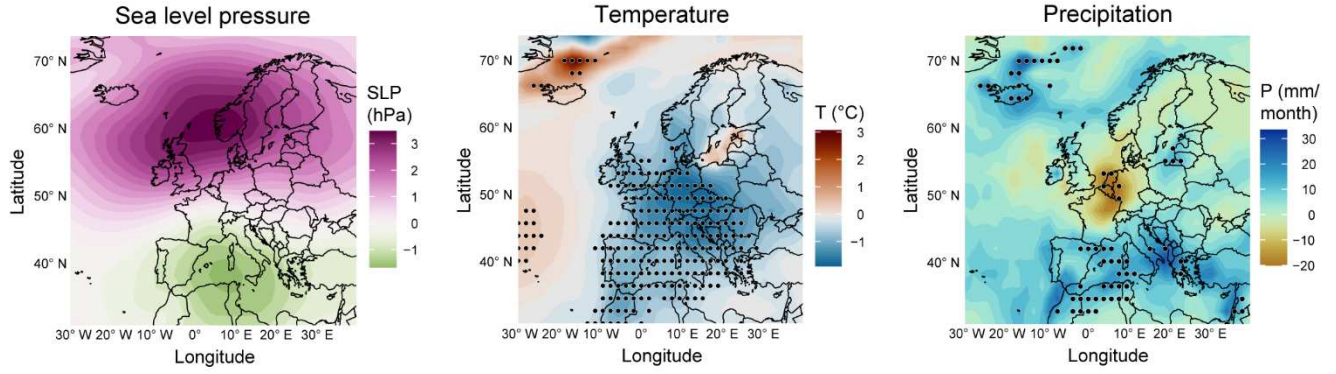 Sea level pressure
70° N
60° N
50° N
40° N
Latitude
30° W 20° W 10° W 0° 10° E 20° E 30° E
Longitude
SLP
(hPa)
3
2
1
0
−1
Temperature
70° N
60° N
50° N
40° N
Latitude
30° W 20° W 10° W 0° 10° E 20° E 30° E
Longitude
T (°C)
3
2
1
0
−1
Precipitation
70° N
60° N
50° N
40° N
Latitude
30° W 20° W 10° W 0° 10° E 20° E 30° E
Longitude
P (mm/
month)
30
20
10
0
−10
−20